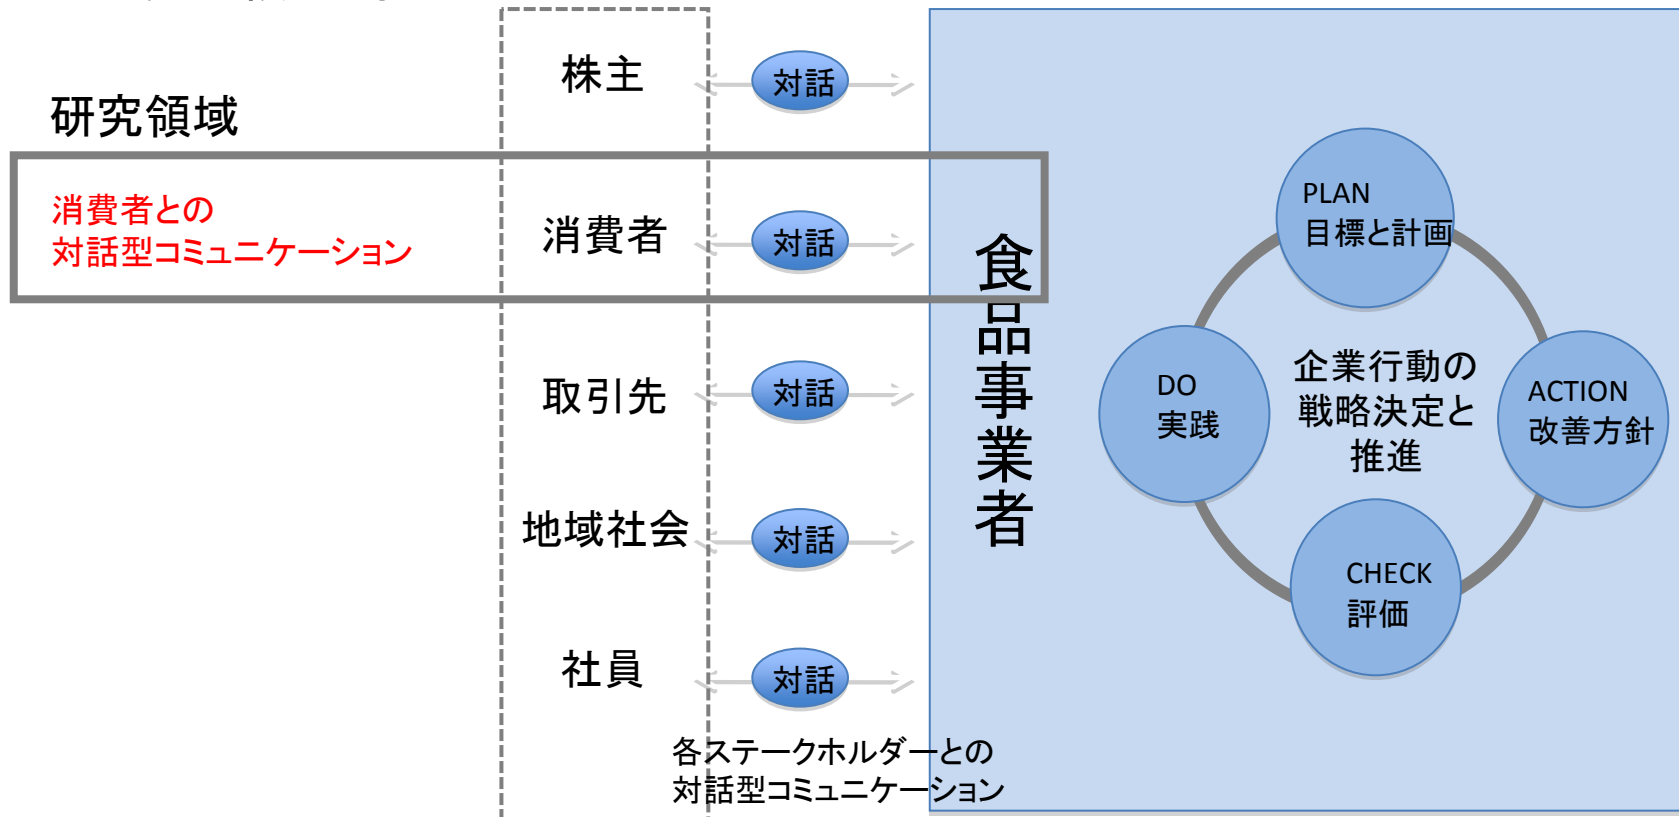 株主
対話
研究領域
消費者との
対話型コミュニケーション
消費者
対話
取引先
対話
地域社会
対話
社員
対話
各ステークホルダーとの
対話型コミュニケーション
食品事業者
PLAN
目標と計画
DO
実践
企業行動の
戦略決定と
推進
ACTION
改善方針
CHECK
評価